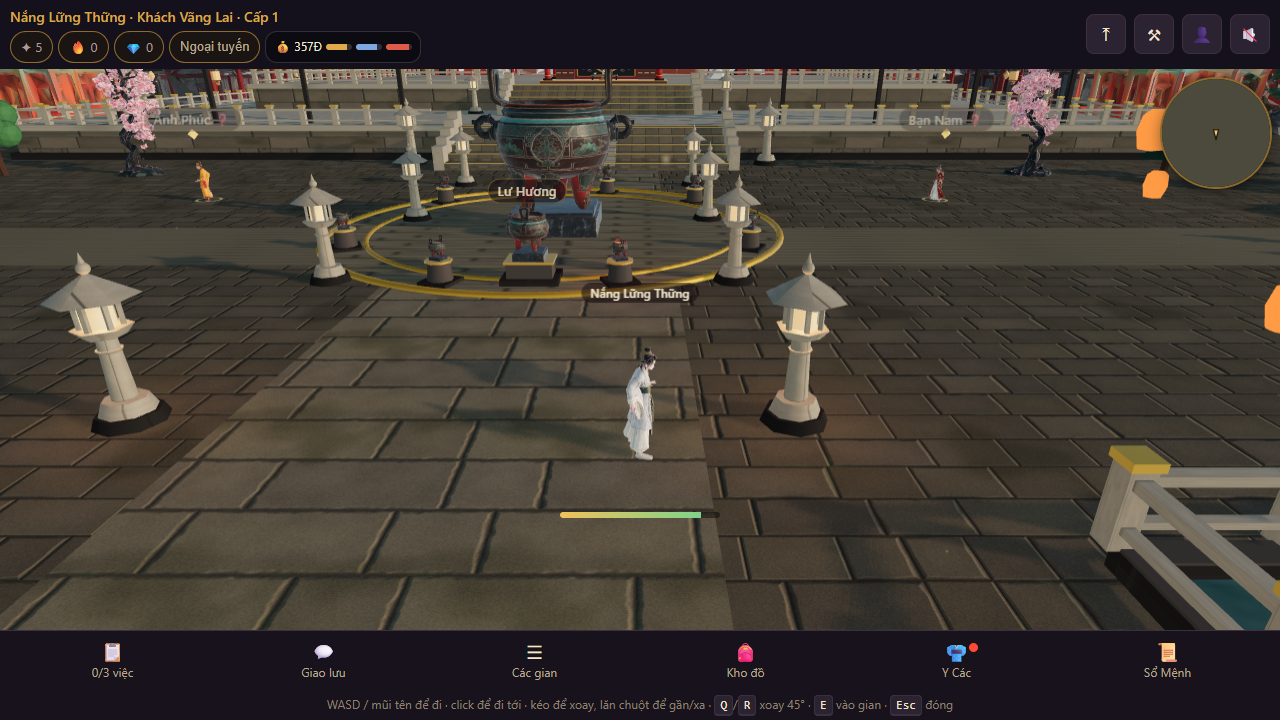 Nắng Lững Thững · Khách Vãng Lai · Cấp 1
5
0
0
Ngoại tuyến
357Đ
Anh Phúc
Bạn Nam
Lư Hương
Nắng Lững Thững
0/3 việc
Giao lưu
Các gian
Kho đồ
Y Các
Sổ Mệnh
WASD / mũi tên để đi · click để đi tới · kéo để xoay, lăn chuột để gần/xa · Q / R xoay 45° · E vào gian · Esc đóng